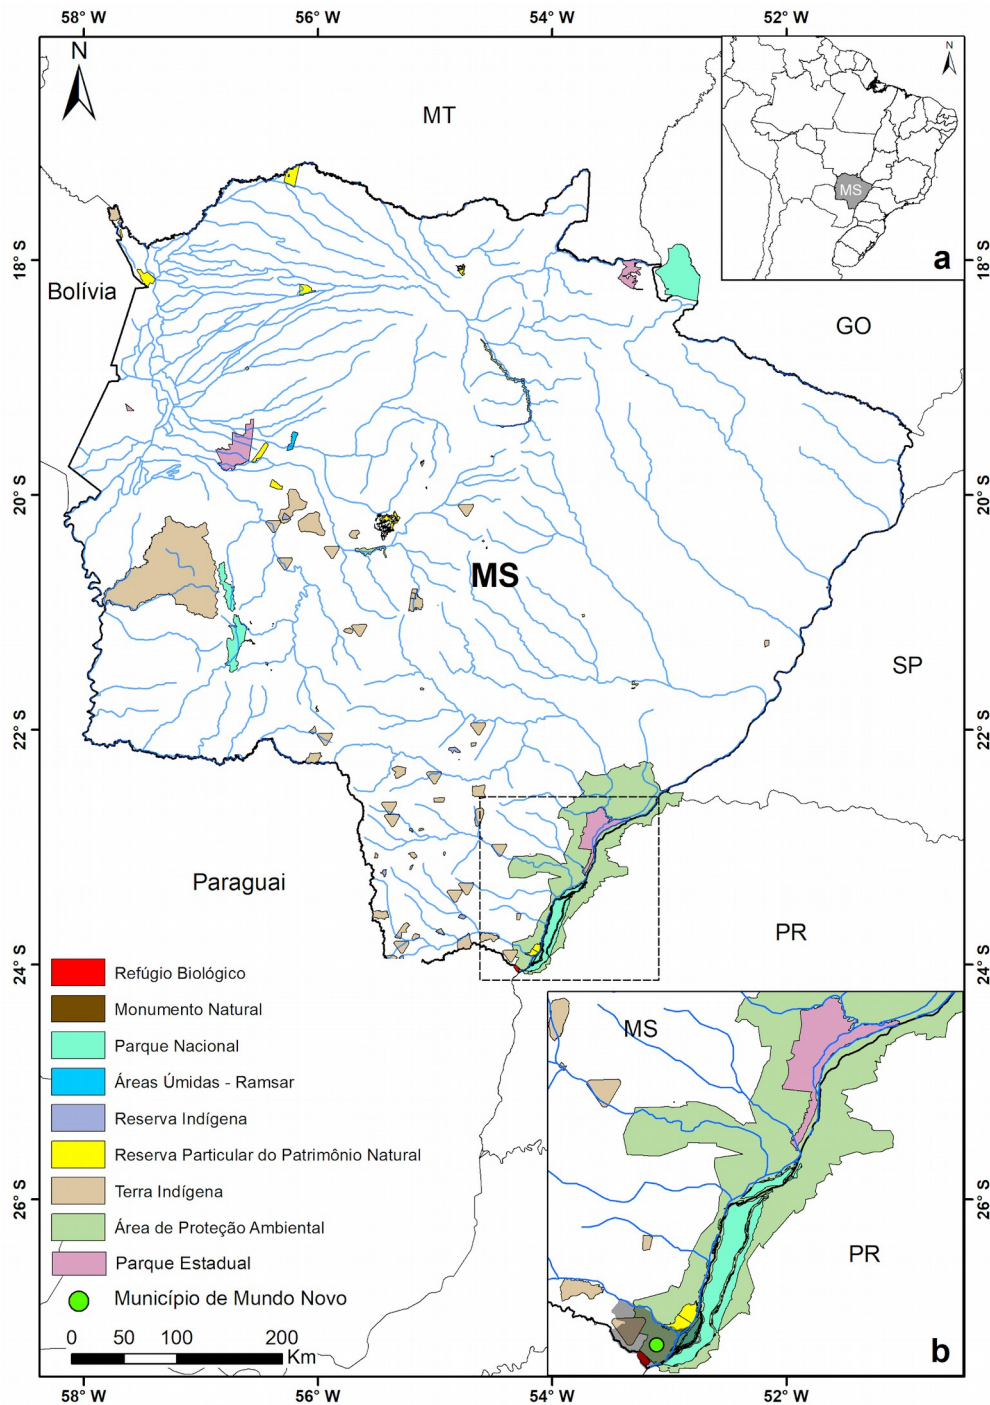 58° W
56° W
54° W
52° W
N
MT
N
MS
a
18° S
18° S
Bolívia
GO
20° S
20° S
MS
SP
22° S
22° S
Paraguai
PR
24° S
24° S
Refúgio Biológico
Monumento Natural
Parque Nacional
Áreas Úmidas - Ramsar
Reserva Indígena
Reserva Particular do Patrimônio Natural
Terra Indígena
Área de Proteção Ambiental
Parque Estadual
Município de Mundo Novo
0 50 100 200
Km
MS
26° S
26° S
PR
b
58° W
56° W
54° W
52° W